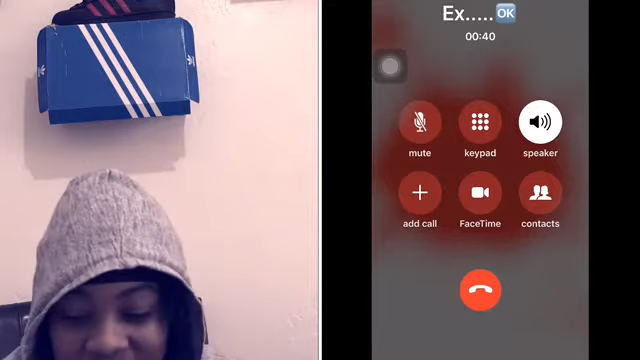 Ex.....🆗
00:40
mute
keypad
speaker
add call
FaceTime
contacts